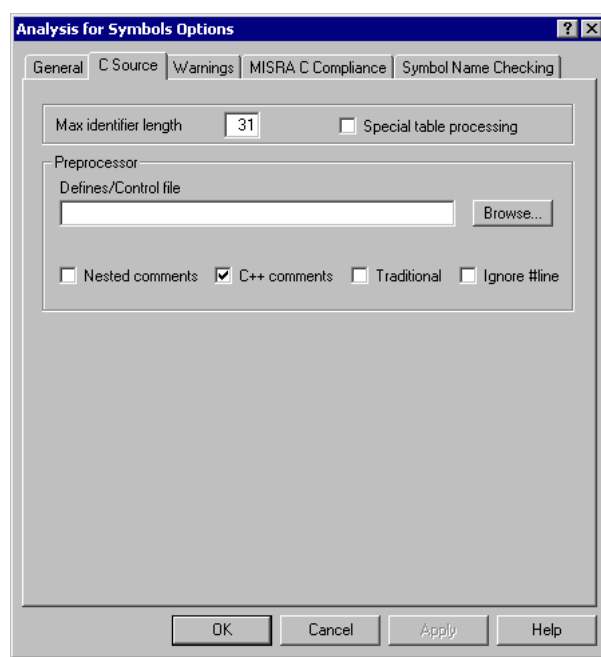 Analysis for Symbols Options
General C Source Warnings MISRA C Compliance Symbol Name Checking
Max identifier length 31 Special table processing
Preprocessor
Defines/Control file
Browse...
Nested comments C++ comments Traditional Ignore #line
OK Cancel Apply Help